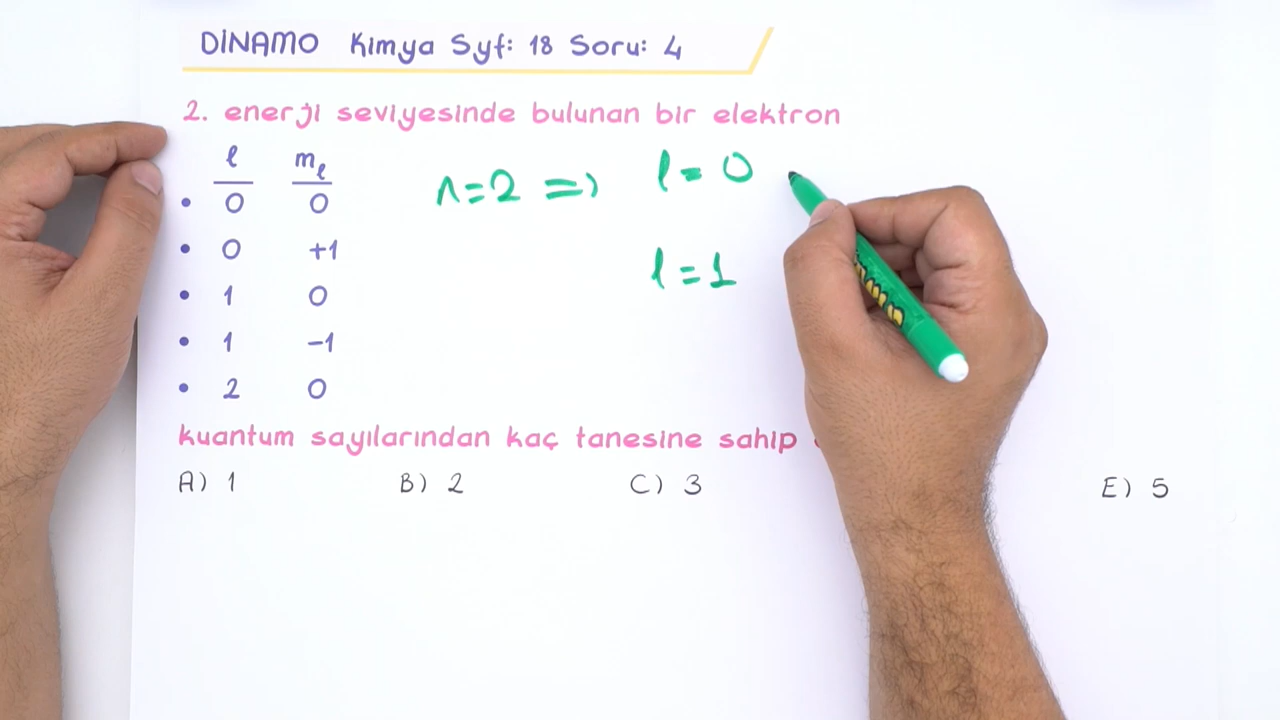 DİNAMO Kimya Syf: 18 Soru: 4
2. enerji seviyesinde bulunan bir elektron
ℓ mℓ
• 0 0
• 0 +1
• 1 0
• 1 -1
• 2 0
n=2 => l=0
l=1
kuantum sayılarından kaç tanesine sahip
A) 1 B) 2 C) 3 E) 5